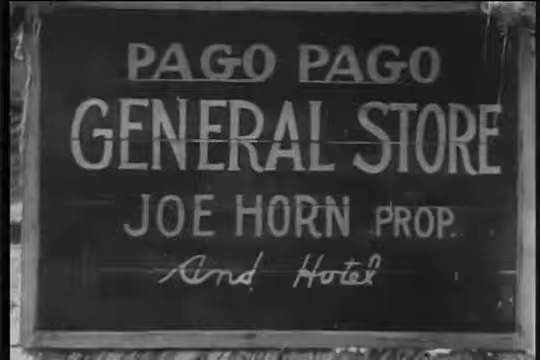 PAGO PAGO
GENERAL STORE
JOE HORN PROP.
And Hotel